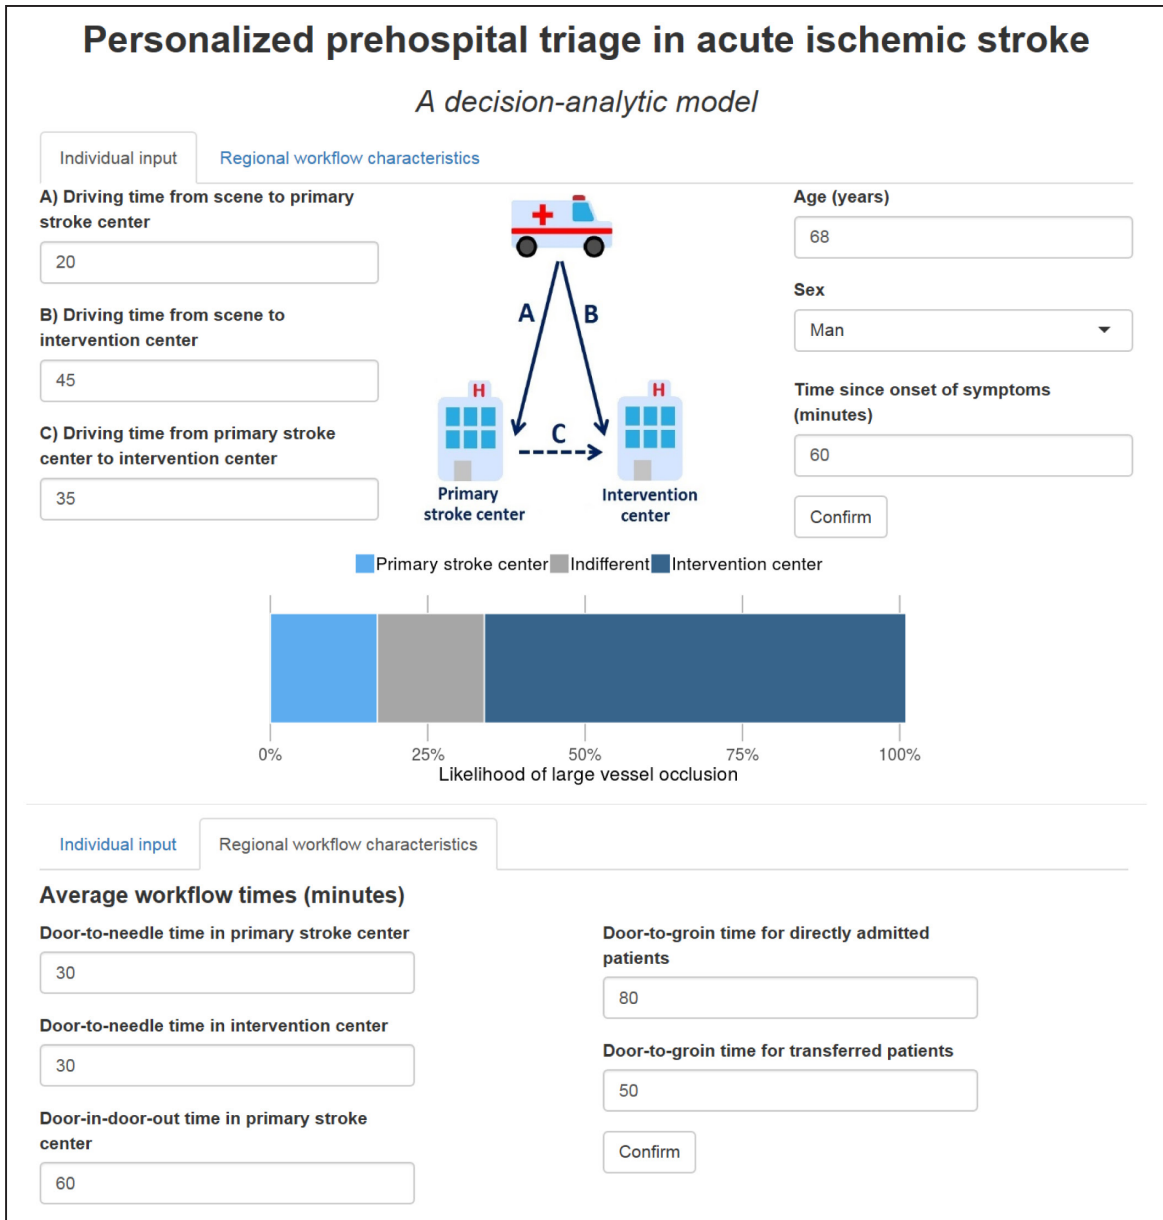 Personalized prehospital triage in acute ischemic stroke
A decision-analytic model
Individual input
Regional workflow characteristics
A) Driving time from scene to primary
stroke center
20
B) Driving time from scene to
intervention center
45
C) Driving time from primary stroke
center to intervention center
35
A
B
C
H
H
Primary
stroke center
Intervention
center
Age (years)
68
Sex
Man
Time since onset of symptoms
(minutes)
60
Confirm
Primary stroke center Indifferent Intervention center
0% 25% 50% 75% 100%
Likelihood of large vessel occlusion
Individual input
Regional workflow characteristics
Average workflow times (minutes)
Door-to-needle time in primary stroke center
30
Door-to-needle time in intervention center
30
Door-in-door-out time in primary stroke
center
60
Door-to-groin time for directly admitted
patients
80
Door-to-groin time for transferred patients
50
Confirm